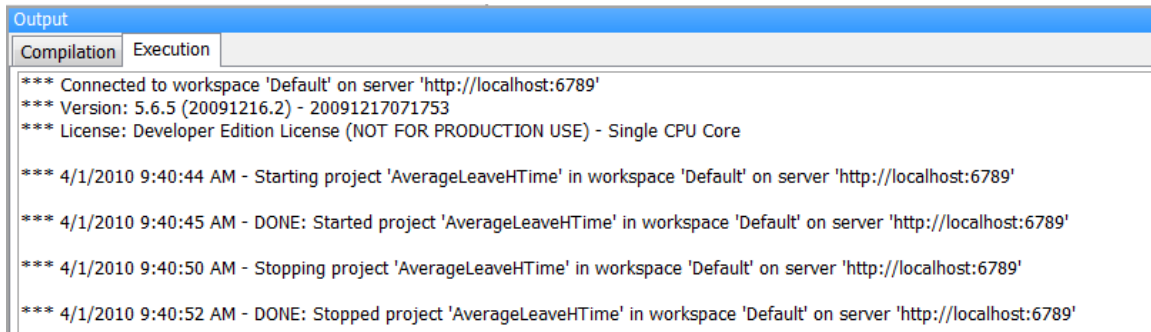 Output
Compilation Execution
*** Connected to workspace 'Default' on server 'http://localhost:6789'
*** Version: 5.6.5 (20091216.2) - 20091217071753
*** License: Developer Edition License (NOT FOR PRODUCTION USE) - Single CPU Core
*** 4/1/2010 9:40:44 AM - Starting project 'AverageLeaveHTime' in workspace 'Default' on server 'http://localhost:6789'
*** 4/1/2010 9:40:45 AM - DONE: Started project 'AverageLeaveHTime' in workspace 'Default' on server 'http://localhost:6789'
*** 4/1/2010 9:40:50 AM - Stopping project 'AverageLeaveHTime' in workspace 'Default' on server 'http://localhost:6789'
*** 4/1/2010 9:40:52 AM - DONE: Stopped project 'AverageLeaveHTime' in workspace 'Default' on server 'http://localhost:6789'